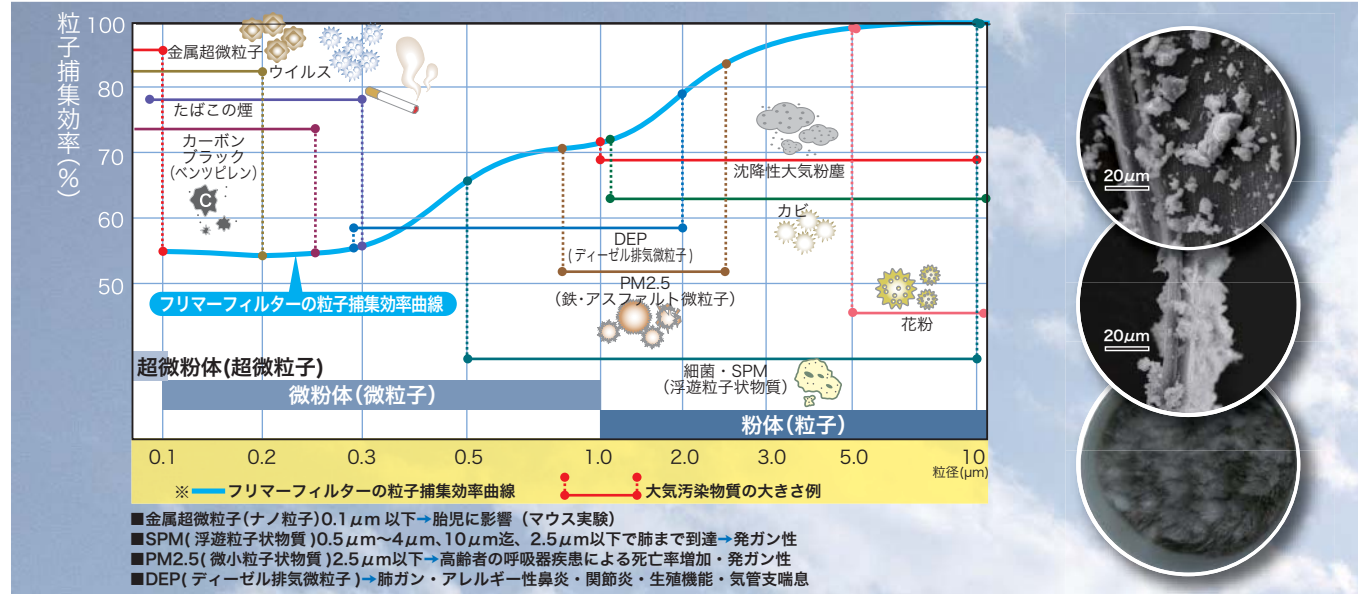 粒子捕集効率(%)
100
80
70
60
50
金属超微粒子
ウイルス
たばこの煙
カーボン
ブラック
(ベンツピレン)
C
フリマーフィルターの粒子捕集効率曲線
沈降性大気粉塵
カビ
DEP
(ディーゼル排気微粒子)
PM2.5
(鉄・アスファルト微粒子)
花粉
細菌・SPM
(浮遊粒子状物質)
超微粉体(超微粒子)
微粉体(微粒子)
粉体(粒子)
0.1 0.2 0.3 0.5 1.0 2.0 3.0 5.0 10
粒径(μm)
※ フリマーフィルターの粒子捕集効率曲線 大気汚染物質の大きさ例
■金属超微粒子(ナノ粒子)0.1μm以下→胎児に影響(マウス実験)
■SPM(浮遊粒子状物質)0.5μm〜4μm、10μm迄、2.5μm以下で肺まで到達→発ガン性
■PM2.5(微小粒子状物質)2.5μm以下→高齢者の呼吸器疾患による死亡率増加・発ガン性
■DEP(ディーゼル排気微粒子)→肺ガン・アレルギー性鼻炎・関節炎・生殖機能・気管支喘息
20μm
20μm